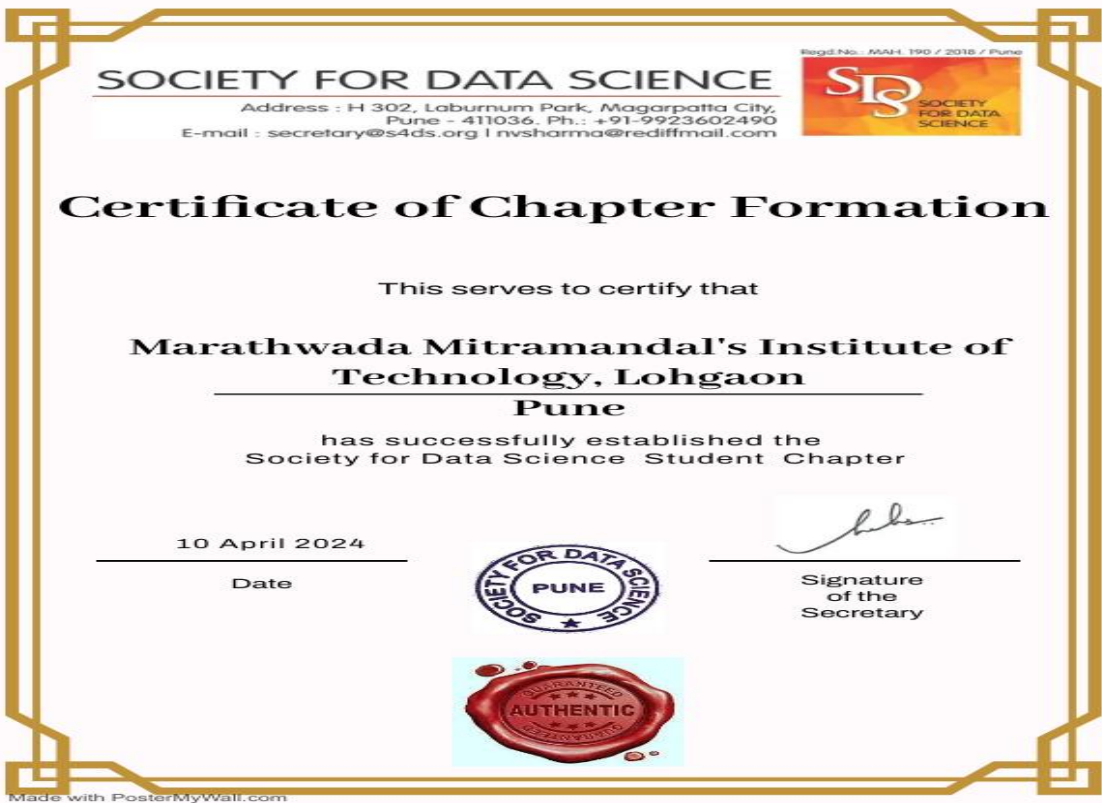 Regd.No.: MAH. 190 / 2018 / Pune
SOCIETY FOR DATA SCIENCE
Address : H 302, Laburnum Park, Magarpatta City,
Pune - 411036. Ph.: +91-9923602490
E-mail : secretary@s4ds.org I nvsharma@rediffmail.com
SDS
SOCIETY
FOR DATA
SCIENCE
Certificate of Chapter Formation
This serves to certify that
Marathwada Mitramandal's Institute of
Technology, Lohgaon
Pune
has successfully established the
Society for Data Science Student Chapter
10 April 2024
Date
SOCIETY FOR DATA SCIENCE
PUNE
Signature
of the
Secretary
GUARANTEED
AUTHENTIC
GUARANTEED
Made with PosterMyWall.com